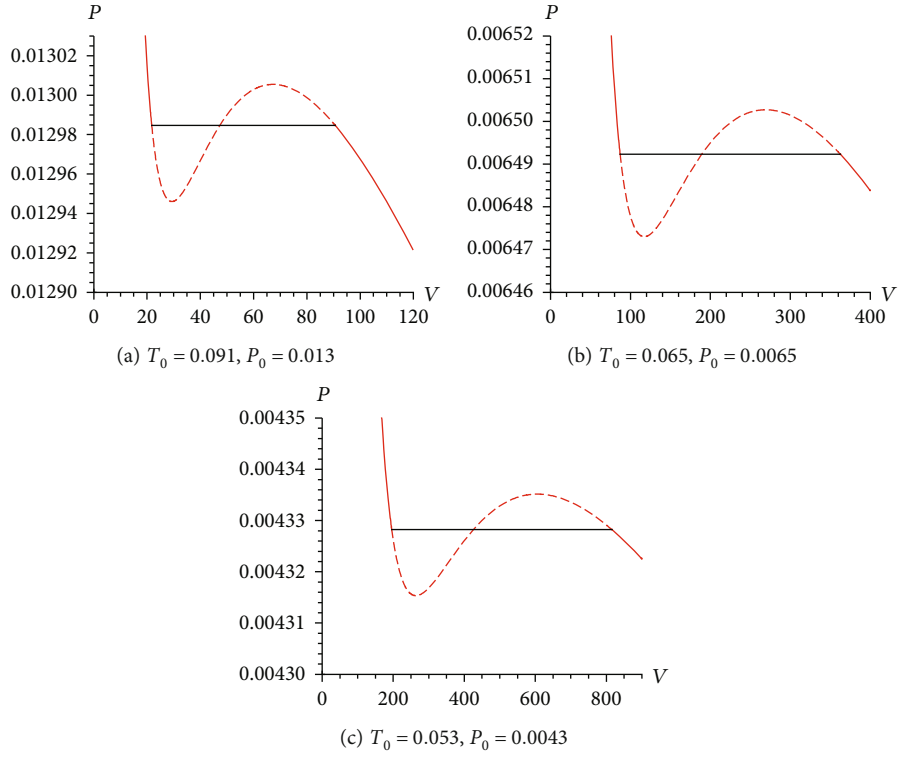 P
0.01302
0.01300
0.01298
0.01296
0.01294
0.01292
0.01290
0 20 40 60 80 100 120
V
(a) T₀ = 0.091, P₀ = 0.013
P
0.00652
0.00651
0.00650
0.00649
0.00648
0.00647
0.00646
0 100 200 300 400
V
(b) T₀ = 0.065, P₀ = 0.0065
P
0.00435
0.00434
0.00433
0.00432
0.00431
0.00430
0 200 400 600 800
V
(c) T₀ = 0.053, P₀ = 0.0043